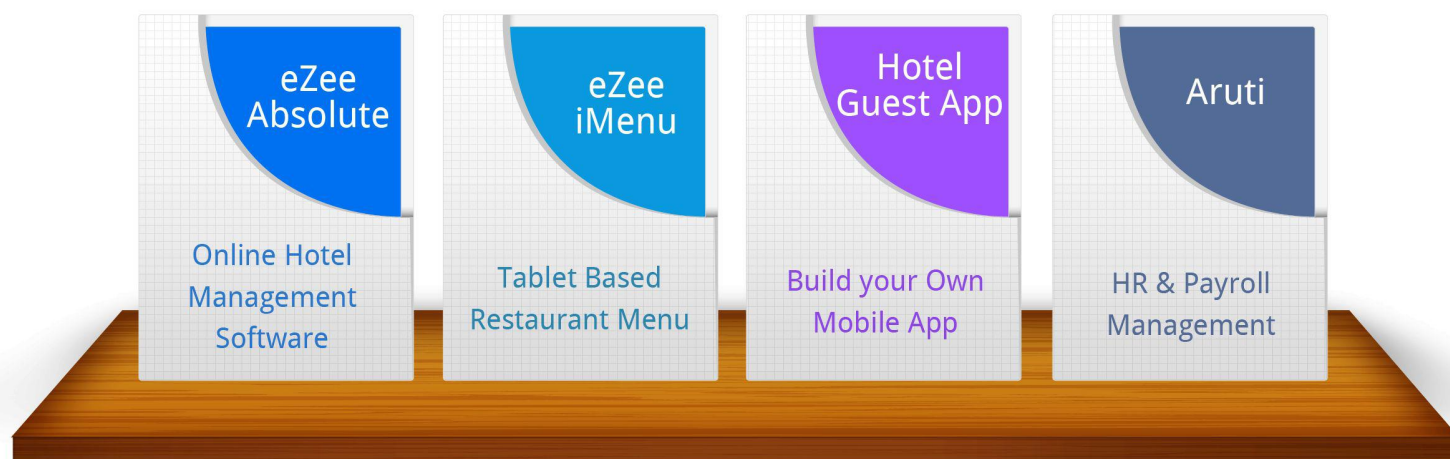 eZee
Absolute
Online Hotel
Management
Software
eZee
iMenu
Tablet Based
Restaurant Menu
Hotel
Guest App
Build your Own
Mobile App
Aruti
HR & Payroll
Management